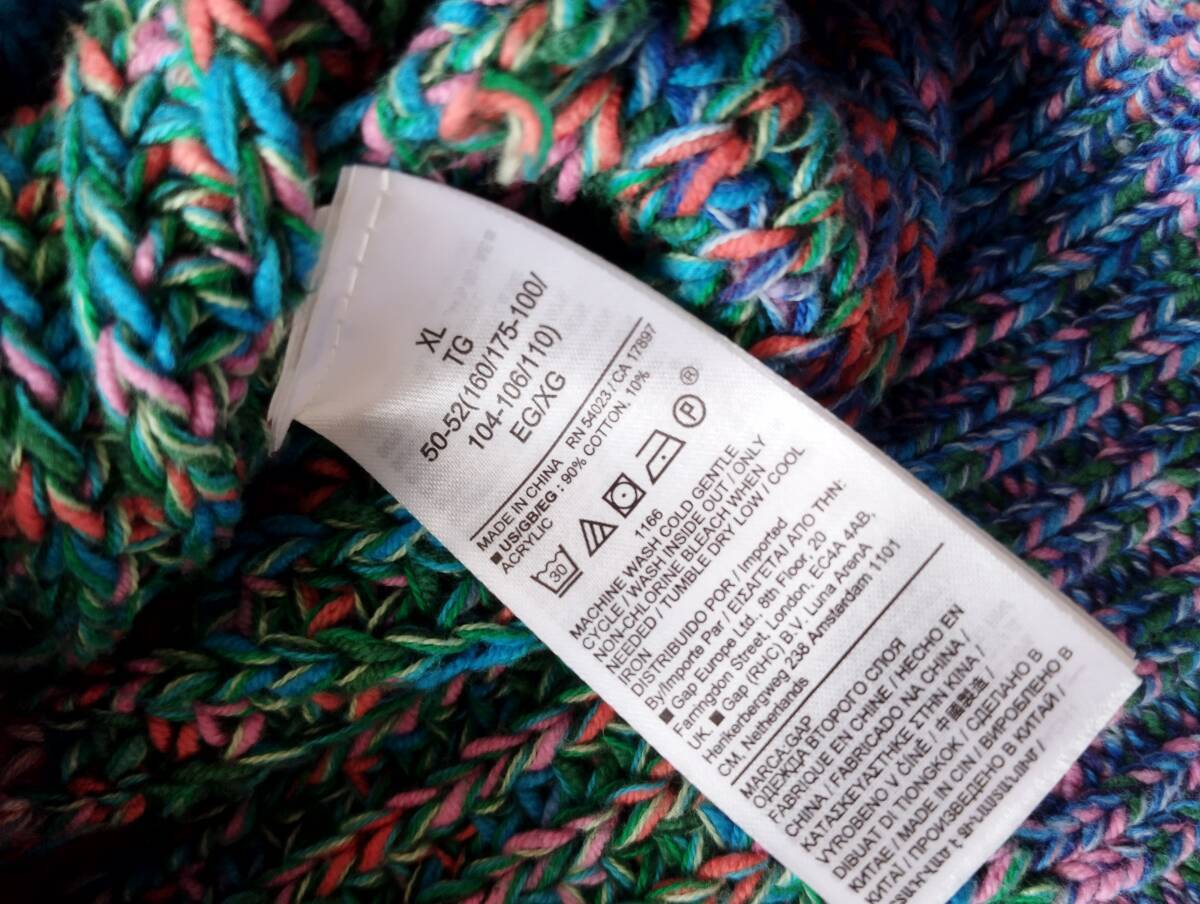 XL
TG
50-52(160/175-100/
104-106/110)
EG/XG
MADE IN CHINA RN 54023 / CA 17897
■ US/GB/EG : 90% COTTON, 10%
ACRYLIC
30 P ®
1166
MACHINE WASH COLD GENTLE
CYCLE / WASH INSIDE OUT / ONLY
NON-CHLORINE BLEACH WHEN
NEEDED / TUMBLE DRY LOW / COOL
IRON
DISTRIBUIDO POR / Imported
By/Importe Par / ΕΙΣΑΓΕΤΑΙ ΑΠΟ ΤΗΝ:
■ Gap Europe Ltd, 8th Floor, 20
Farringdon Street, London, EC4A 4AB,
UK. ■ Gap (RHC) B.V, Luna ArenA,
Herikerbergweg 238 Amsterdam 1101
CM, Netherlands
MARCA:GAP
ОДЕЖДА ВТОРОГО СЛОЯ
FABRIQUE EN CHINE / HECHO EN
CHINA / FABRICADO NA CHINA /
ΚΑΤΑΣΚΕΥΑΣΤΗΚΕ ΣΤΗΝ ΚΙΝΑ /
VYROBENO V ČÍNĚ / 中國製造 /
DIBUAT DI TIONGKOK / СДЕЛАНО В
КИТАЕ / MADE IN CIN / ВИРОБЛЕНО В
КИТАЇ / ПРОИЗВЕДЕНО В КИТАЙ /